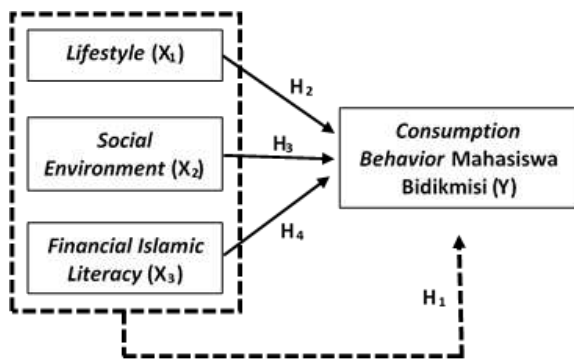 Lifestyle (X₁)
H₂
Social
Environment (X₂)
H₃
Consumption
Behavior Mahasiswa
Bidikmisi (Y)
Financial Islamic
Literacy (X₃)
H₄
H₁